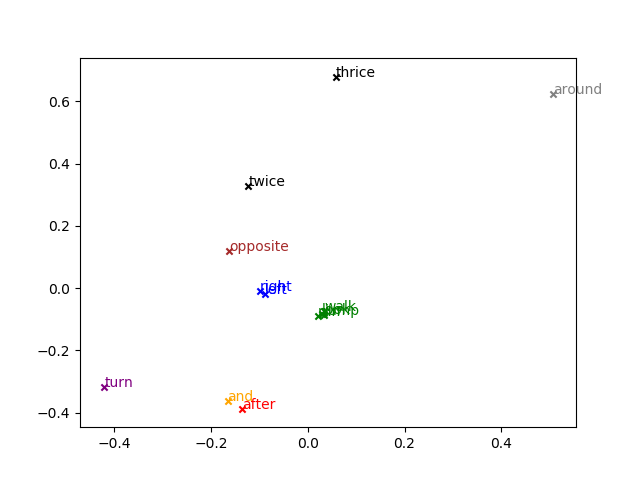 thrice
around
0.6
0.4
twice
0.2
opposite
0.0
right
left
walk
jump
−0.2
turn
and
after
−0.4
−0.4 −0.2 0.0 0.2 0.4